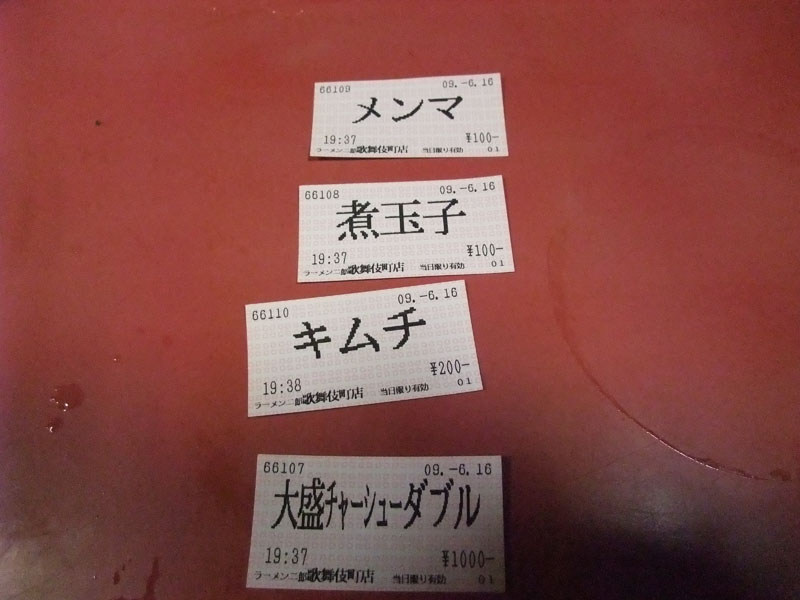 66109 09.-6.16
メンマ
19:37 ¥100-
ラーメン二郎歌舞伎町店 当日限り有効 01
66108 09.-6.16
煮玉子
19:37 ¥100-
ラーメン二郎歌舞伎町店 当日限り有効 01
66110 09.-6.16
キムチ
19:38 ¥200-
ラーメン二郎歌舞伎町店 当日限り有効 01
66107 09.-6.16
大盛チャーシューダブル
19:37 ¥1000-
ラーメン二郎歌舞伎町店 当日限り有効 01